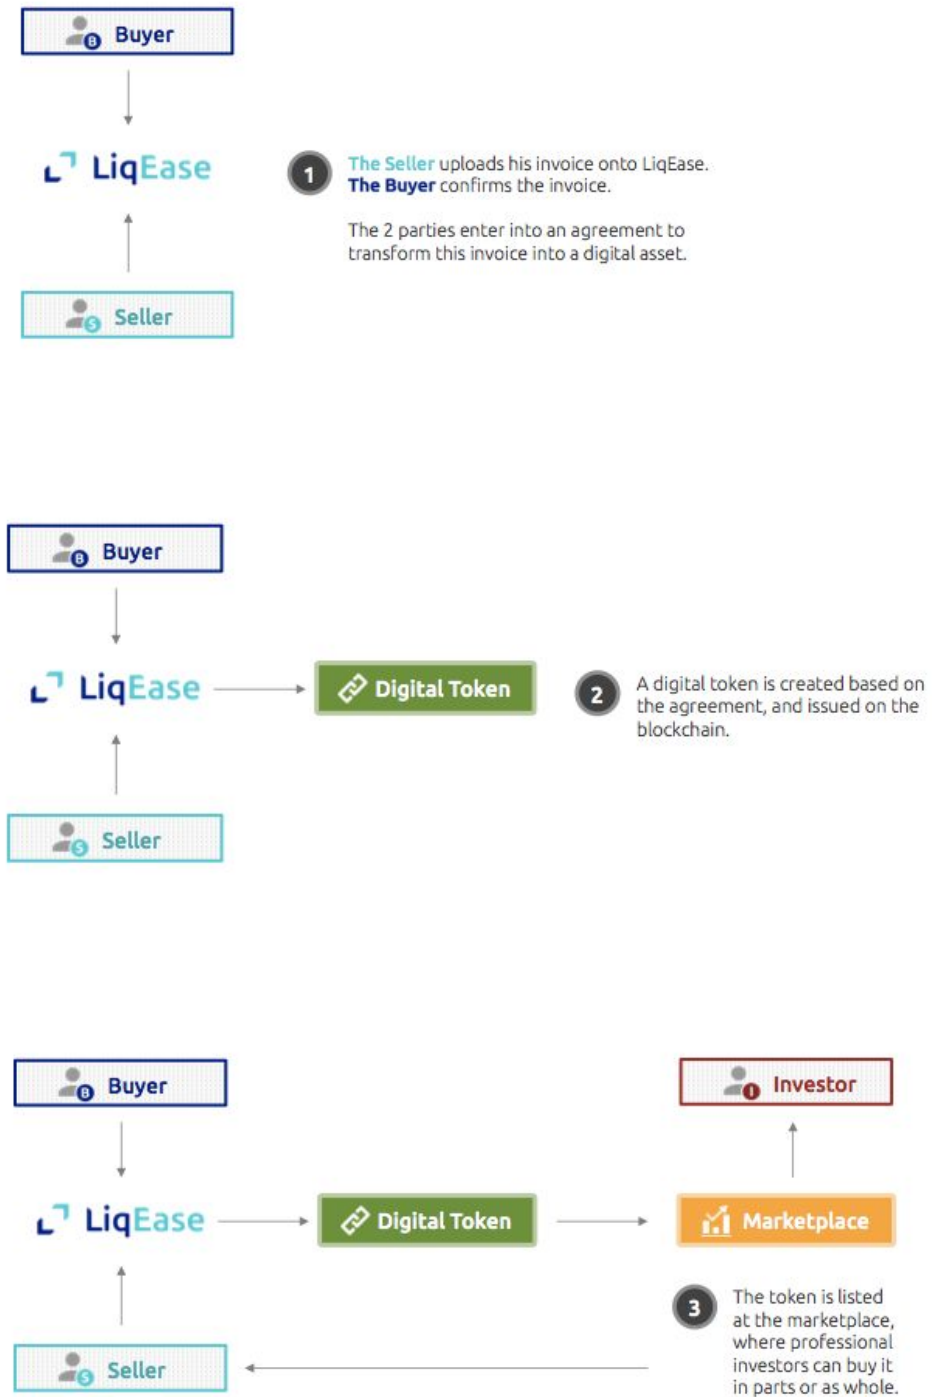 B Buyer
LiqEase
1 The Seller uploads his invoice onto LiqEase.
The Buyer confirms the invoice.
The 2 parties enter into an agreement to
transform this invoice into a digital asset.
S Seller
B Buyer
LiqEase
Digital Token
2 A digital token is created based on
the agreement, and issued on the
blockchain.
S Seller
B Buyer
I Investor
LiqEase
Digital Token
Marketplace
3 The token is listed
at the marketplace,
where professional
investors can buy it
in parts or as whole.
S Seller